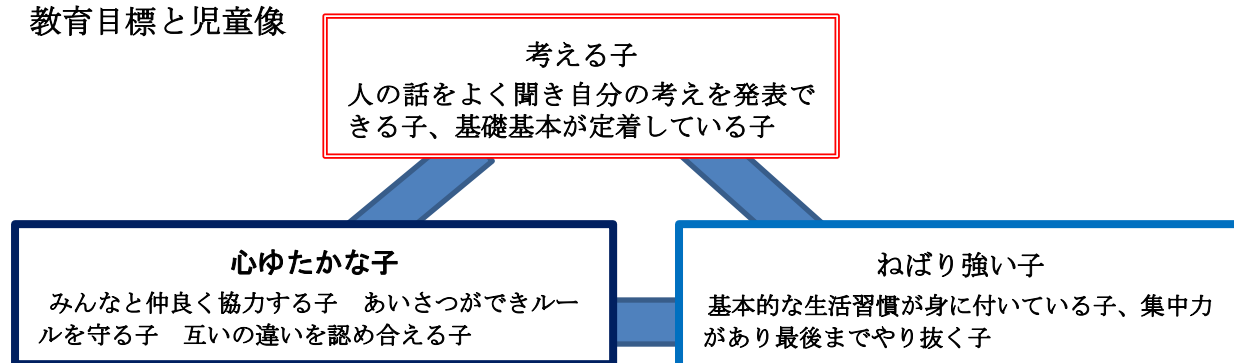 教育目標と児童像
考える子
人の話をよく聞き自分の考えを発表で
きる子、基礎基本が定着している子
心ゆたかな子
みんなと仲良く協力する子　あいさつができルー
ルを守る子　互いの違いを認め合える子
ねばり強い子
基本的な生活習慣が身に付いている子、集中力
があり最後までやり抜く子